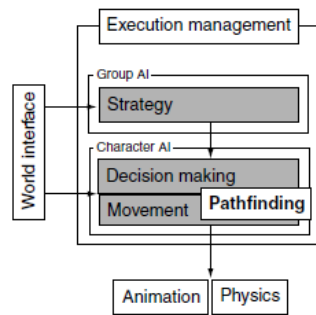 Execution management
Group AI
Strategy
World interface
Character AI
Decision making
Pathfinding
Movement
Animation
Physics